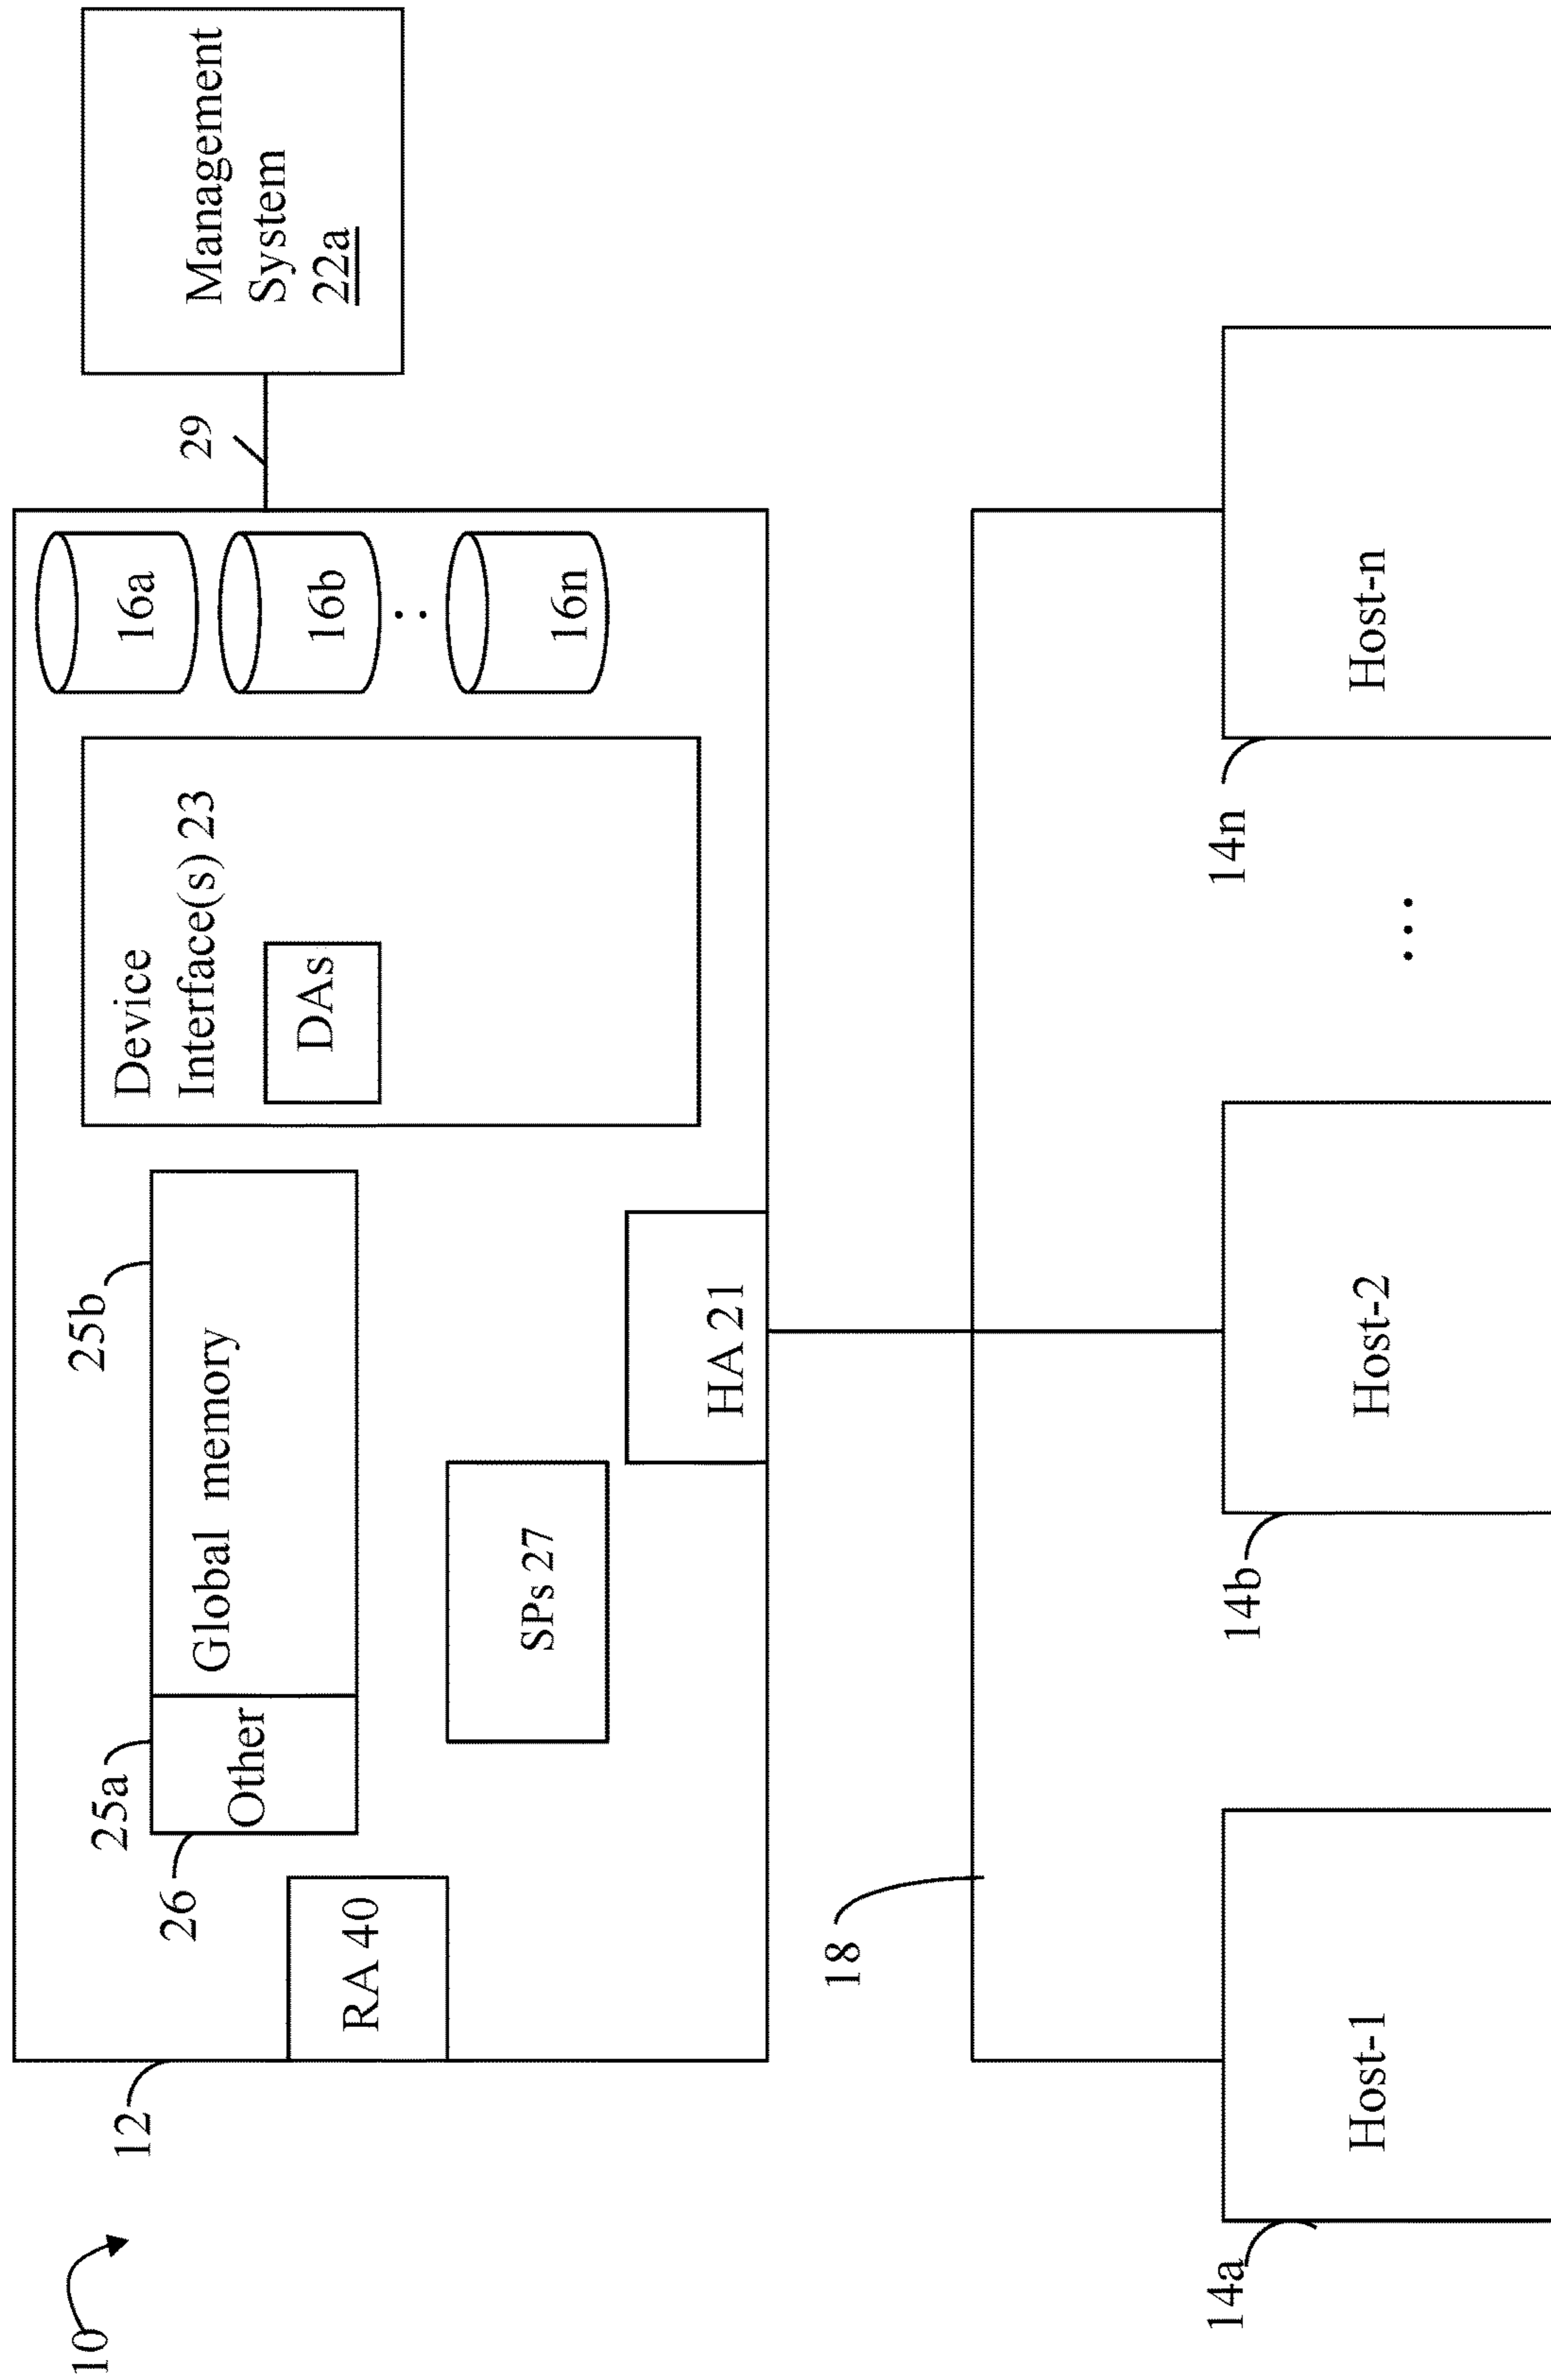 10
12
RA 40
26
25a
25b
Other
Global memory
SPs 27
HA 21
Device
Interface(s) 23
DAs
16a
16b
16n
29
Management
System
22a
18
14a
Host-1
14b
Host-2
14n
Host-n